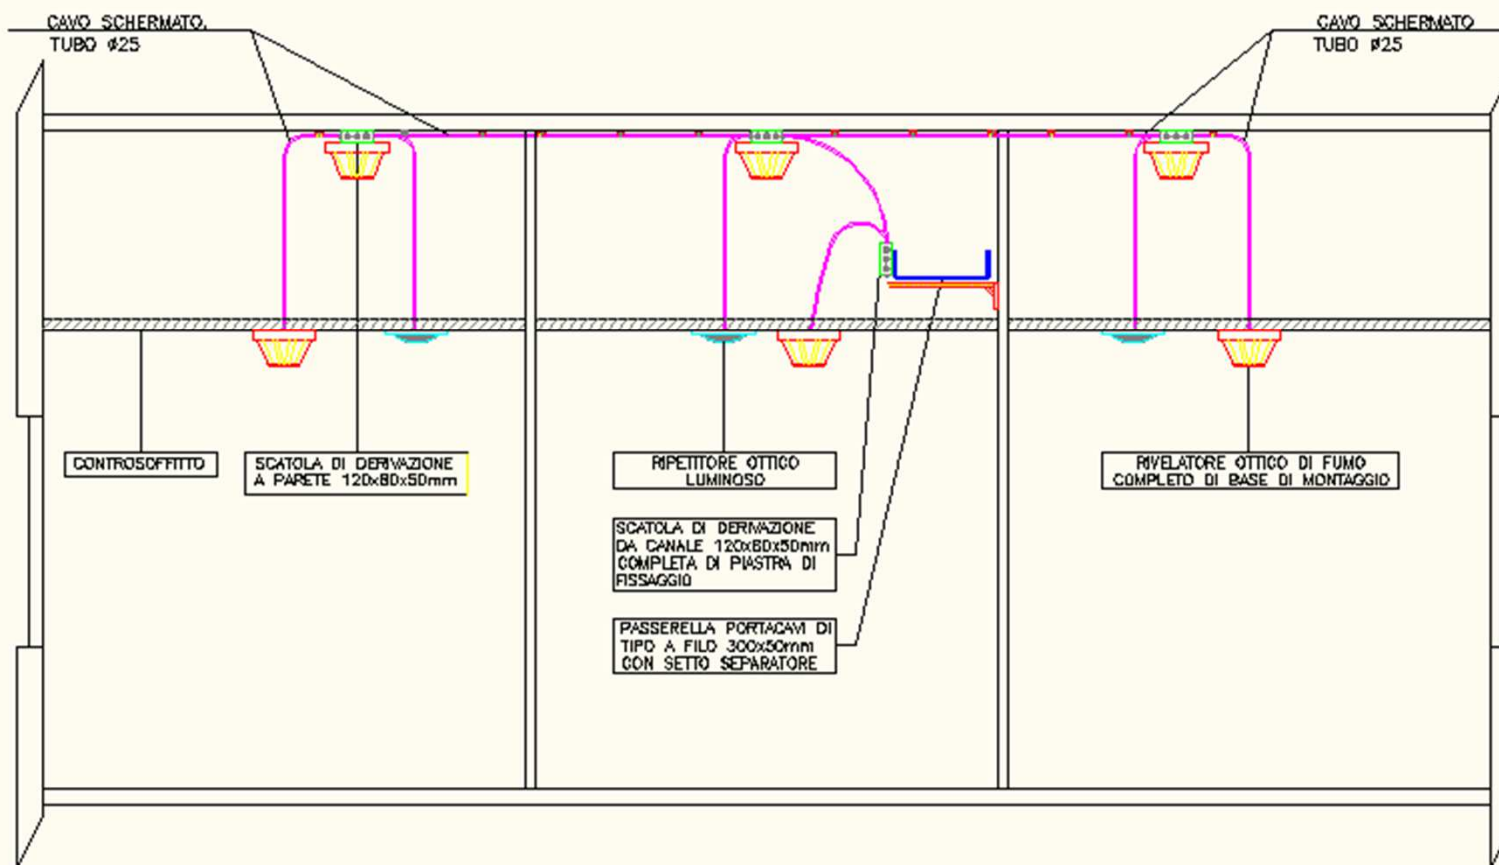 CAVO SCHERMATO.
TUBO ø25
CAVO SCHERMATO
TUBO ø25
CONTROSOFFITTO
SCATOLA DI DERIVAZIONE
A PARETE 120x80x50mm
RIPETITORE OTTICO
LUMINOSO
RIVELATORE OTTICO DI FUMO
COMPLETO DI BASE DI MONTAGGIO
SCATOLA DI DERIVAZIONE
DA CANALE 120x80x50mm
COMPLETA DI PIASTRA DI
FISSAGGIO
PASSERELLA PORTACAVI DI
TIPO A FILO 300x50mm
CON SETTO SEPARATORE